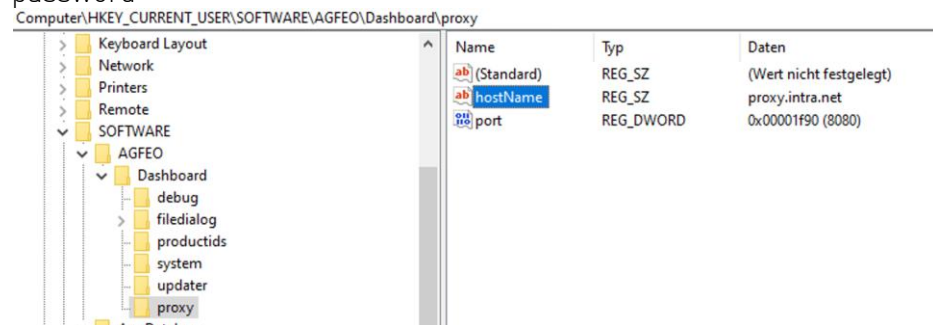 Computer\HKEY_CURRENT_USER\SOFTWARE\AGFEO\Dashboard\proxy
Keyboard Layout
Network
Printers
Remote
SOFTWARE
AGFEO
Dashboard
debug
filedialog
productids
system
updater
proxy
Name Typ Daten
(Standard) REG_SZ (Wert nicht festgelegt)
hostName REG_SZ proxy.intra.net
port REG_DWORD 0x00001f90 (8080)